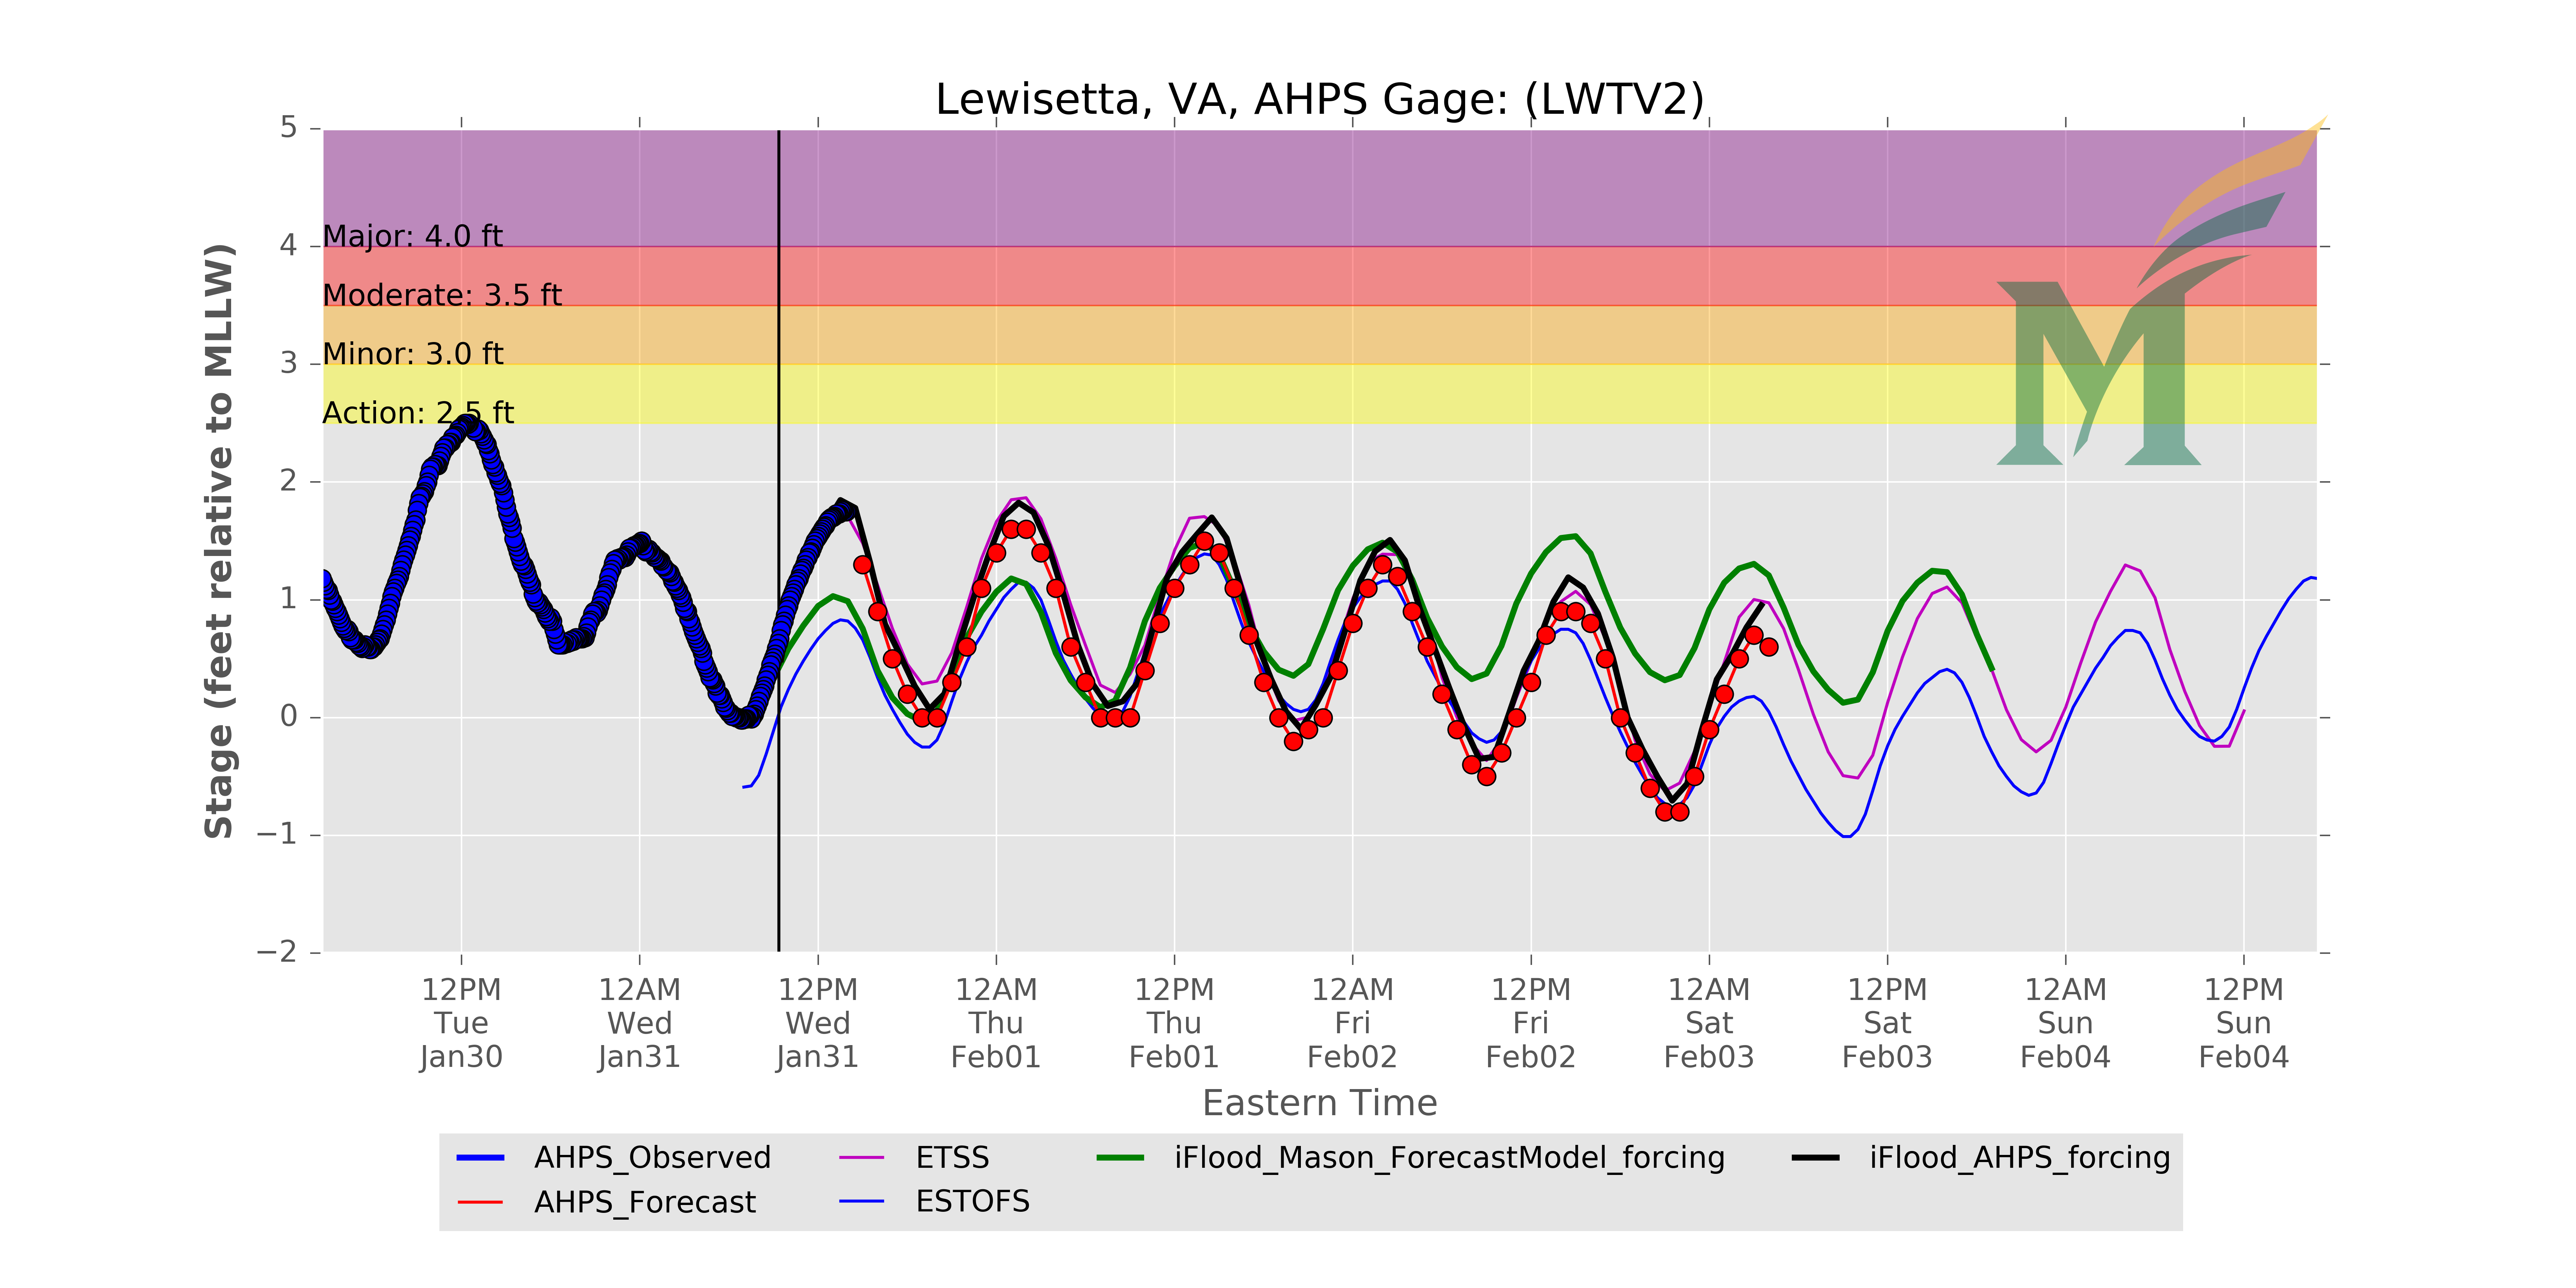 Lewisetta, VA, AHPS Gage: (LWTV2)
Stage (feet relative to MLLW)
5
4
3
2
1
0
−1
−2
Major: 4.0 ft
Moderate: 3.5 ft
Minor: 3.0 ft
Action: 2.5 ft
M
12PM
Tue
Jan30
12AM
Wed
Jan31
12PM
Wed
Jan31
12AM
Thu
Feb01
12PM
Thu
Feb01
12AM
Fri
Feb02
12PM
Fri
Feb02
12AM
Sat
Feb03
12PM
Sat
Feb03
12AM
Sun
Feb04
12PM
Sun
Feb04
Eastern Time
AHPS_Observed
AHPS_Forecast
ETSS
ESTOFS
iFlood_Mason_ForecastModel_forcing
iFlood_AHPS_forcing